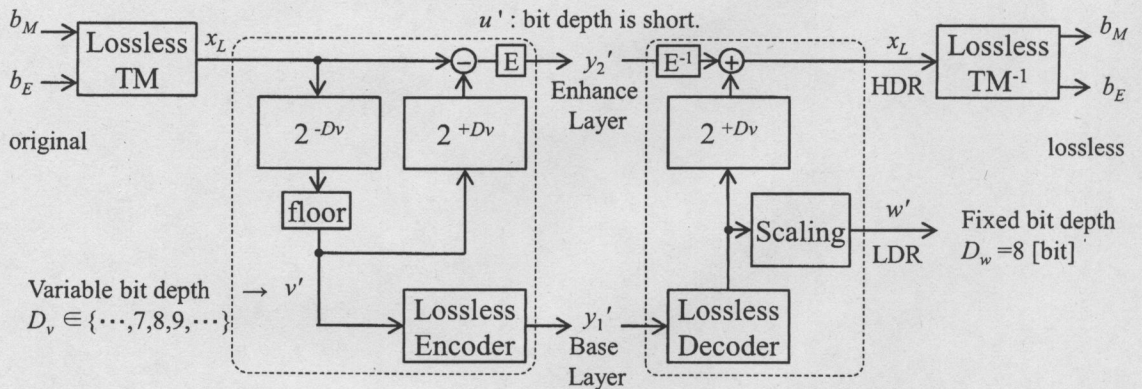 b_M
b_E
Lossless
TM
x_L
original
u' : bit depth is short.
E
2^{-Dv}
2^{+Dv}
floor
Variable bit depth → v'
D_v ∈ {⋯,7,8,9,⋯}
Lossless
Encoder
y_2'
Enhance
Layer
y_1'
Base
Layer
E^{-1}
2^{+Dv}
Scaling
Lossless
Decoder
x_L
HDR
w'
LDR
Lossless
TM^{-1}
b_M
b_E
lossless
Fixed bit depth
D_w =8 [bit]